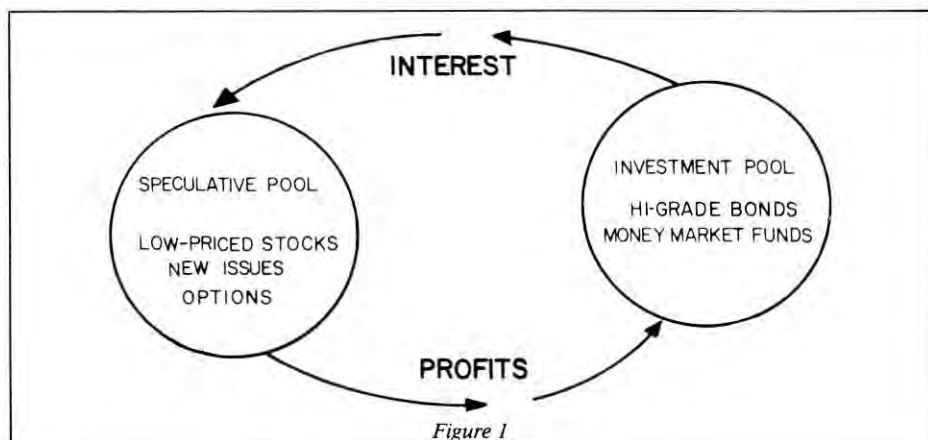 INTEREST
SPECULATIVE POOL
LOW-PRICED STOCKS
NEW ISSUES
OPTIONS
INVESTMENT POOL
HI-GRADE BONDS
MONEY MARKET FUNDS
PROFITS
Figure 1